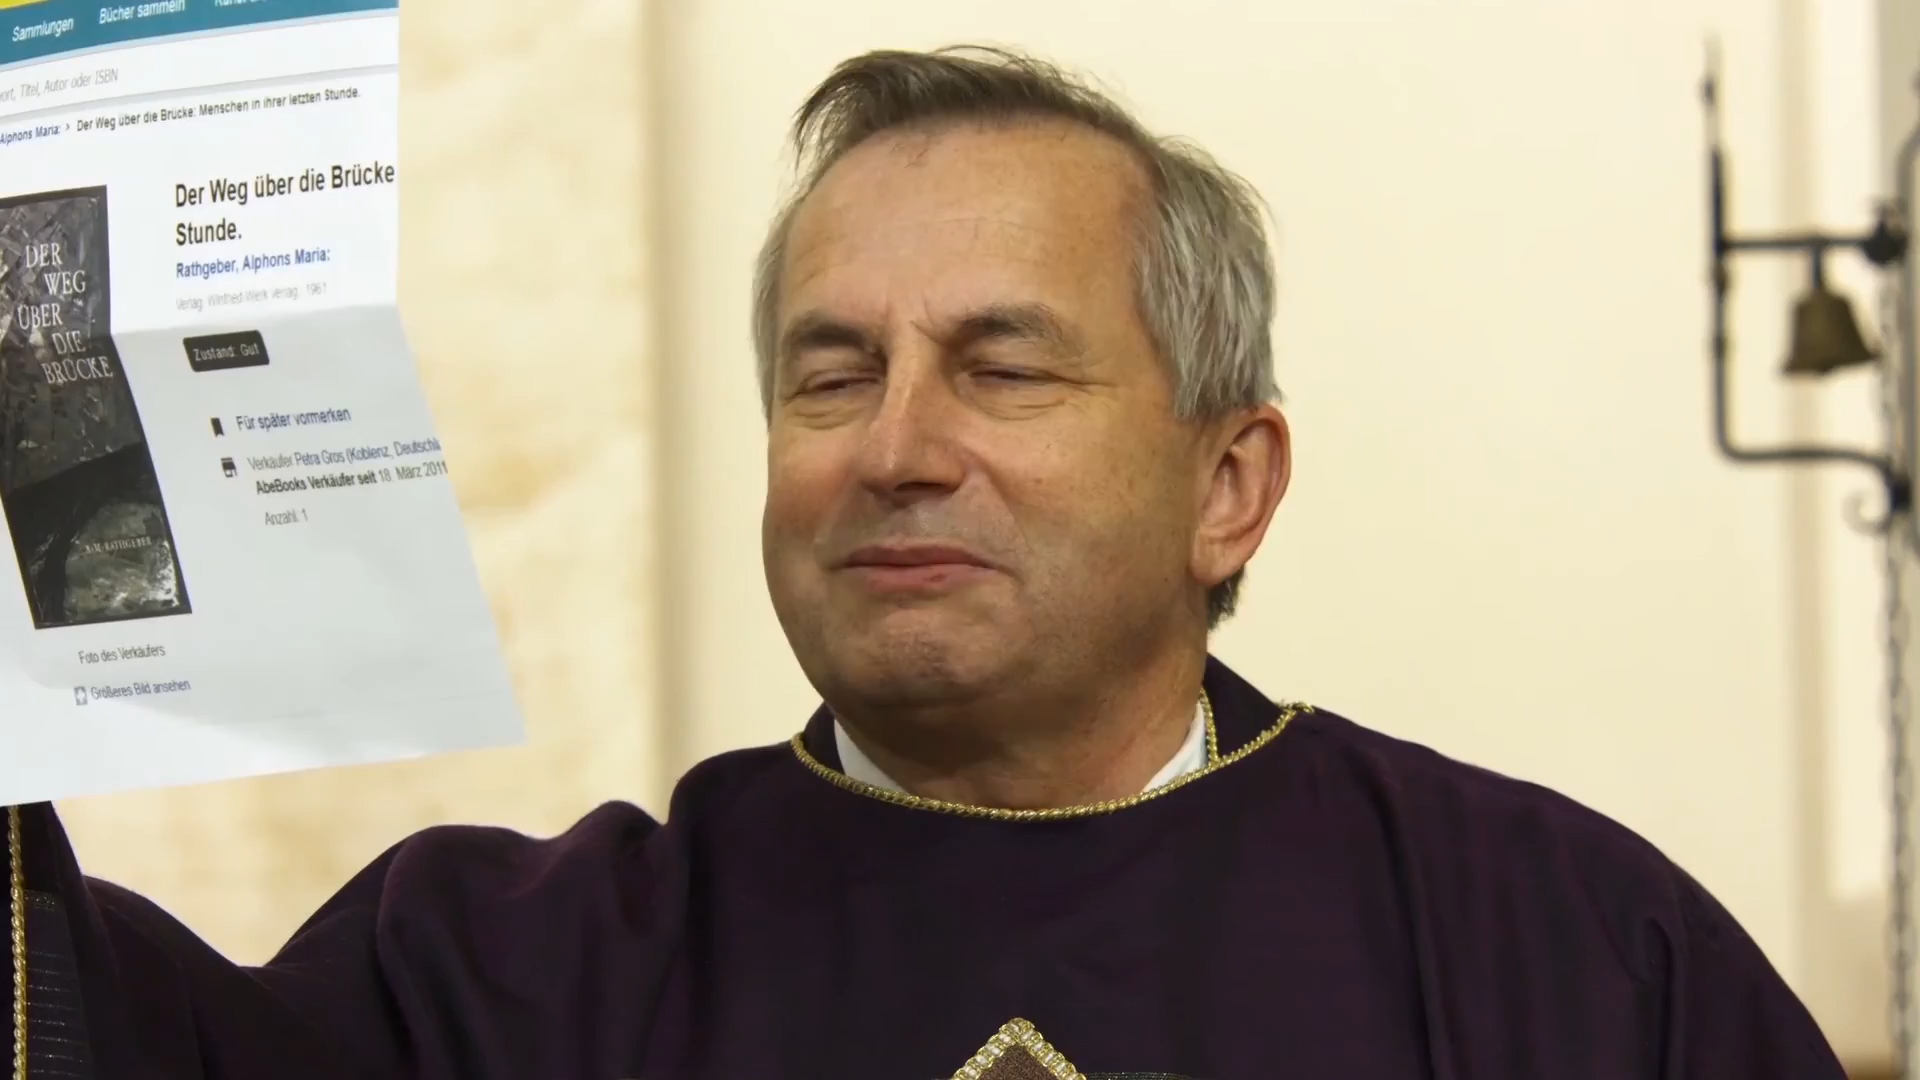 Sammlungen Bücher sammeln
Titel, Autor oder ISBN
Alphons Maria: > Der Weg über die Brücke: Menschen in ihrer letzten Stunde.
Der Weg über die Brücke
Stunde.
Rathgeber, Alphons Maria:
Verlag: Winfried-Werk Verlag, 1961
Zustand: Gut
Für später vormerken
Verkäufer Petra Gros (Koblenz,
AbeBooks Verkäufer seit 18. März 2011
Anzahl: 1
DER
WEG
ÜBER
DIE
BRÜCKE
A.M. RATHGEBER
Foto des Verkäufers
Größeres Bild ansehen